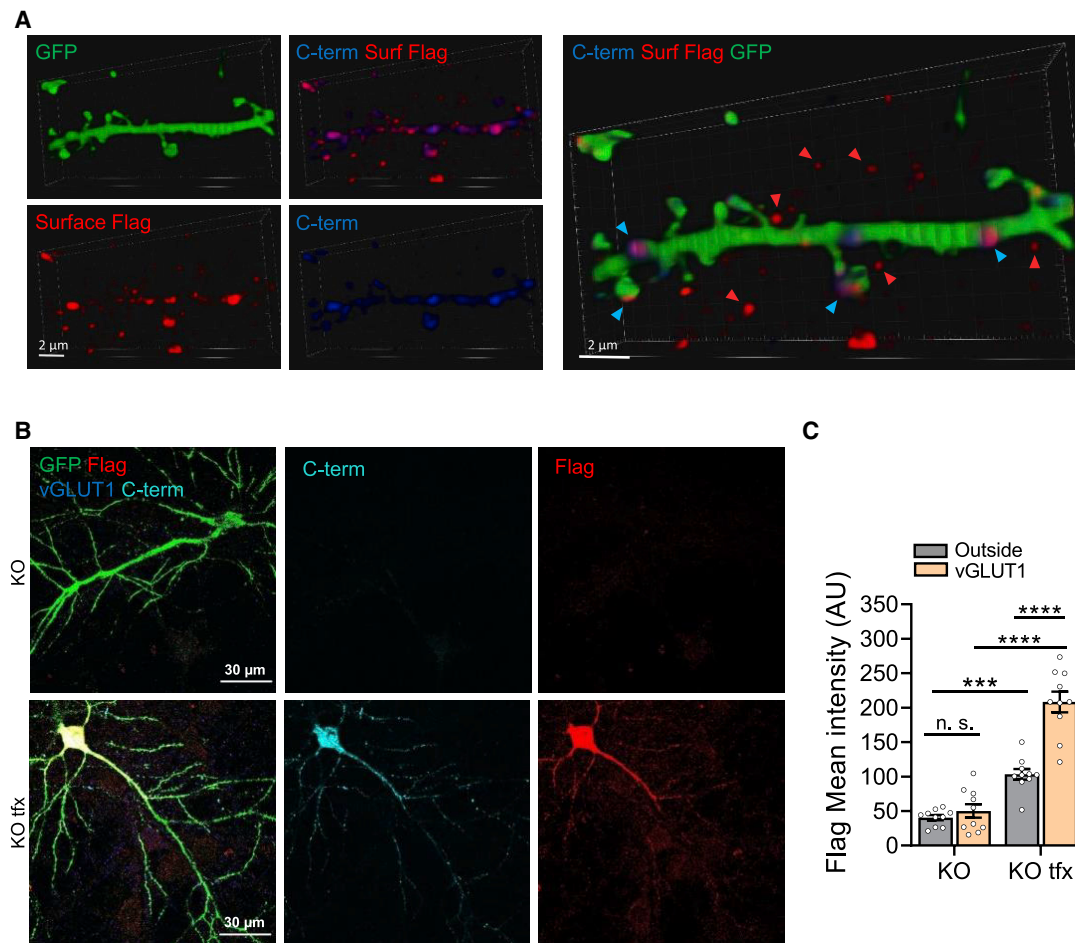 A
GFP
C-term Surf Flag
C-term Surf Flag GFP
Surface Flag
C-term
2 μm
2 μm
B
C
GFP Flag
vGLUT1 C-term
C-term
Flag
KO
30 μm
KO tfx
30 μm
Outside
vGLUT1
Flag Mean intensity (AU)
350
300
250
200
150
100
50
0
****
****
***
n. s.
KO
KO tfx